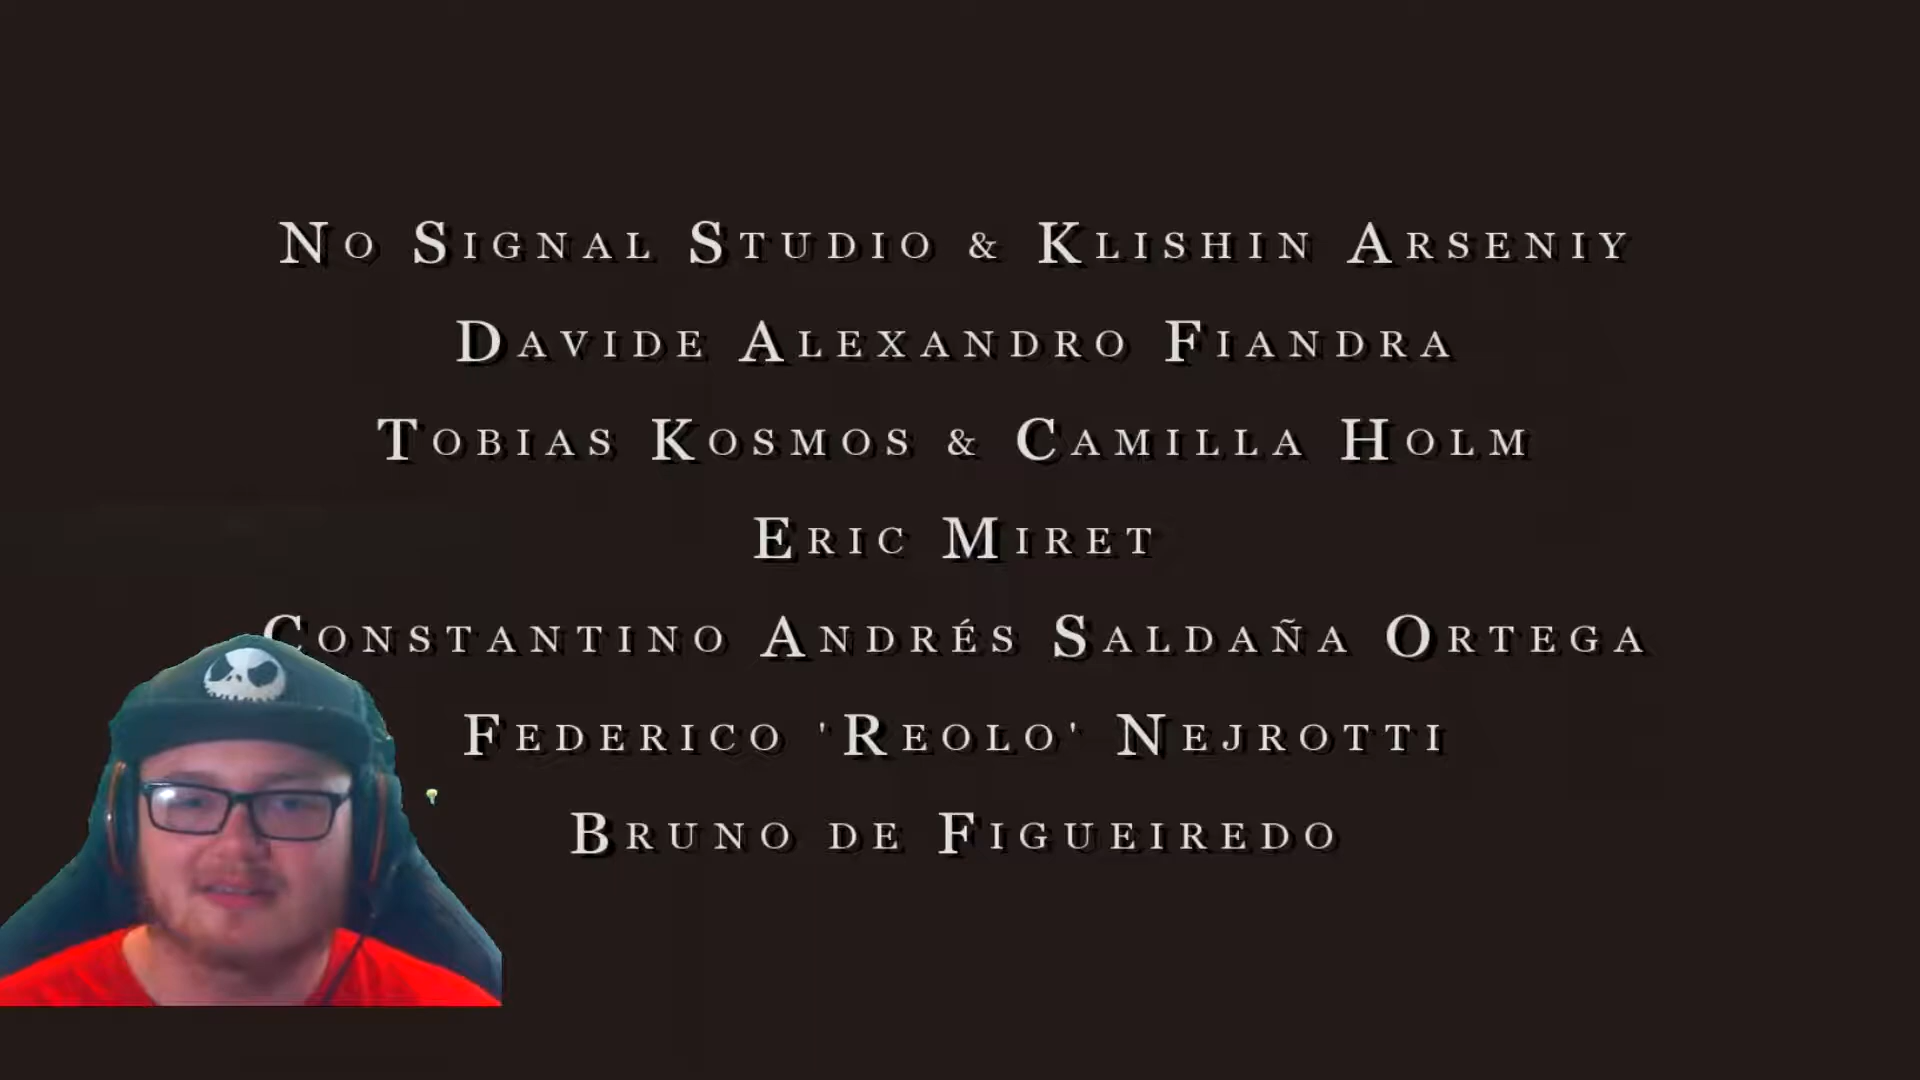 No Signal Studio & Klishin Arseniy
Davide Alexandro Fiandra
Tobias Kosmos & Camilla Holm
Eric Miret
Constantino Andrés Saldaña Ortega
Federico 'Reolo' Nejrotti
Bruno de Figueiredo